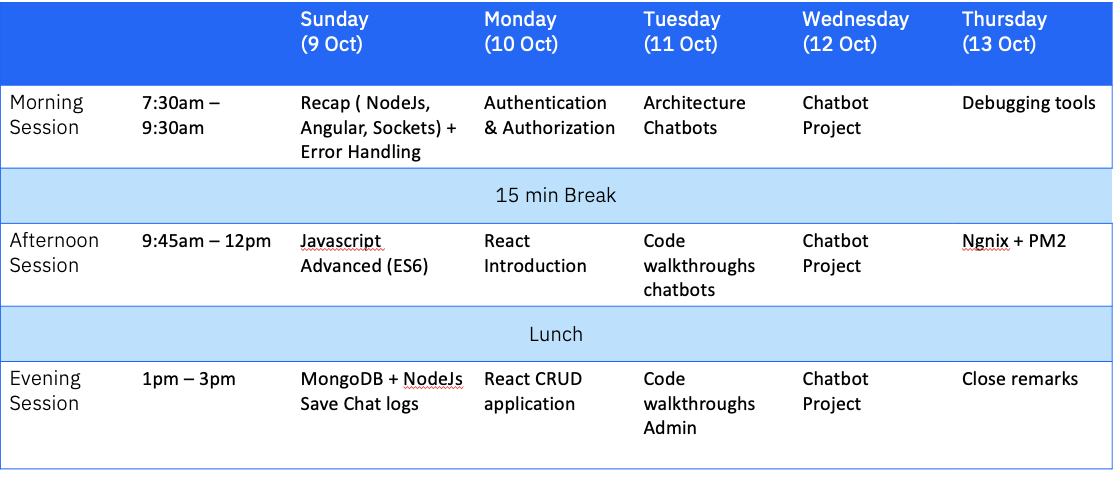 Sunday
(9 Oct)
Monday
(10 Oct)
Tuesday
(11 Oct)
Wednesday
(12 Oct)
Thursday
(13 Oct)
Morning
Session
7:30am –
9:30am
Recap ( NodeJs,
Angular, Sockets) +
Error Handling
Authentication
& Authorization
Architecture
Chatbots
Chatbot
Project
Debugging tools
15 min Break
Afternoon
Session
9:45am – 12pm
Javascript
Advanced (ES6)
React
Introduction
Code
walkthroughs
chatbots
Chatbot
Project
Ngnix + PM2
Lunch
Evening
Session
1pm – 3pm
MongoDB + NodeJs
Save Chat logs
React CRUD
application
Code
walkthroughs
Admin
Chatbot
Project
Close remarks